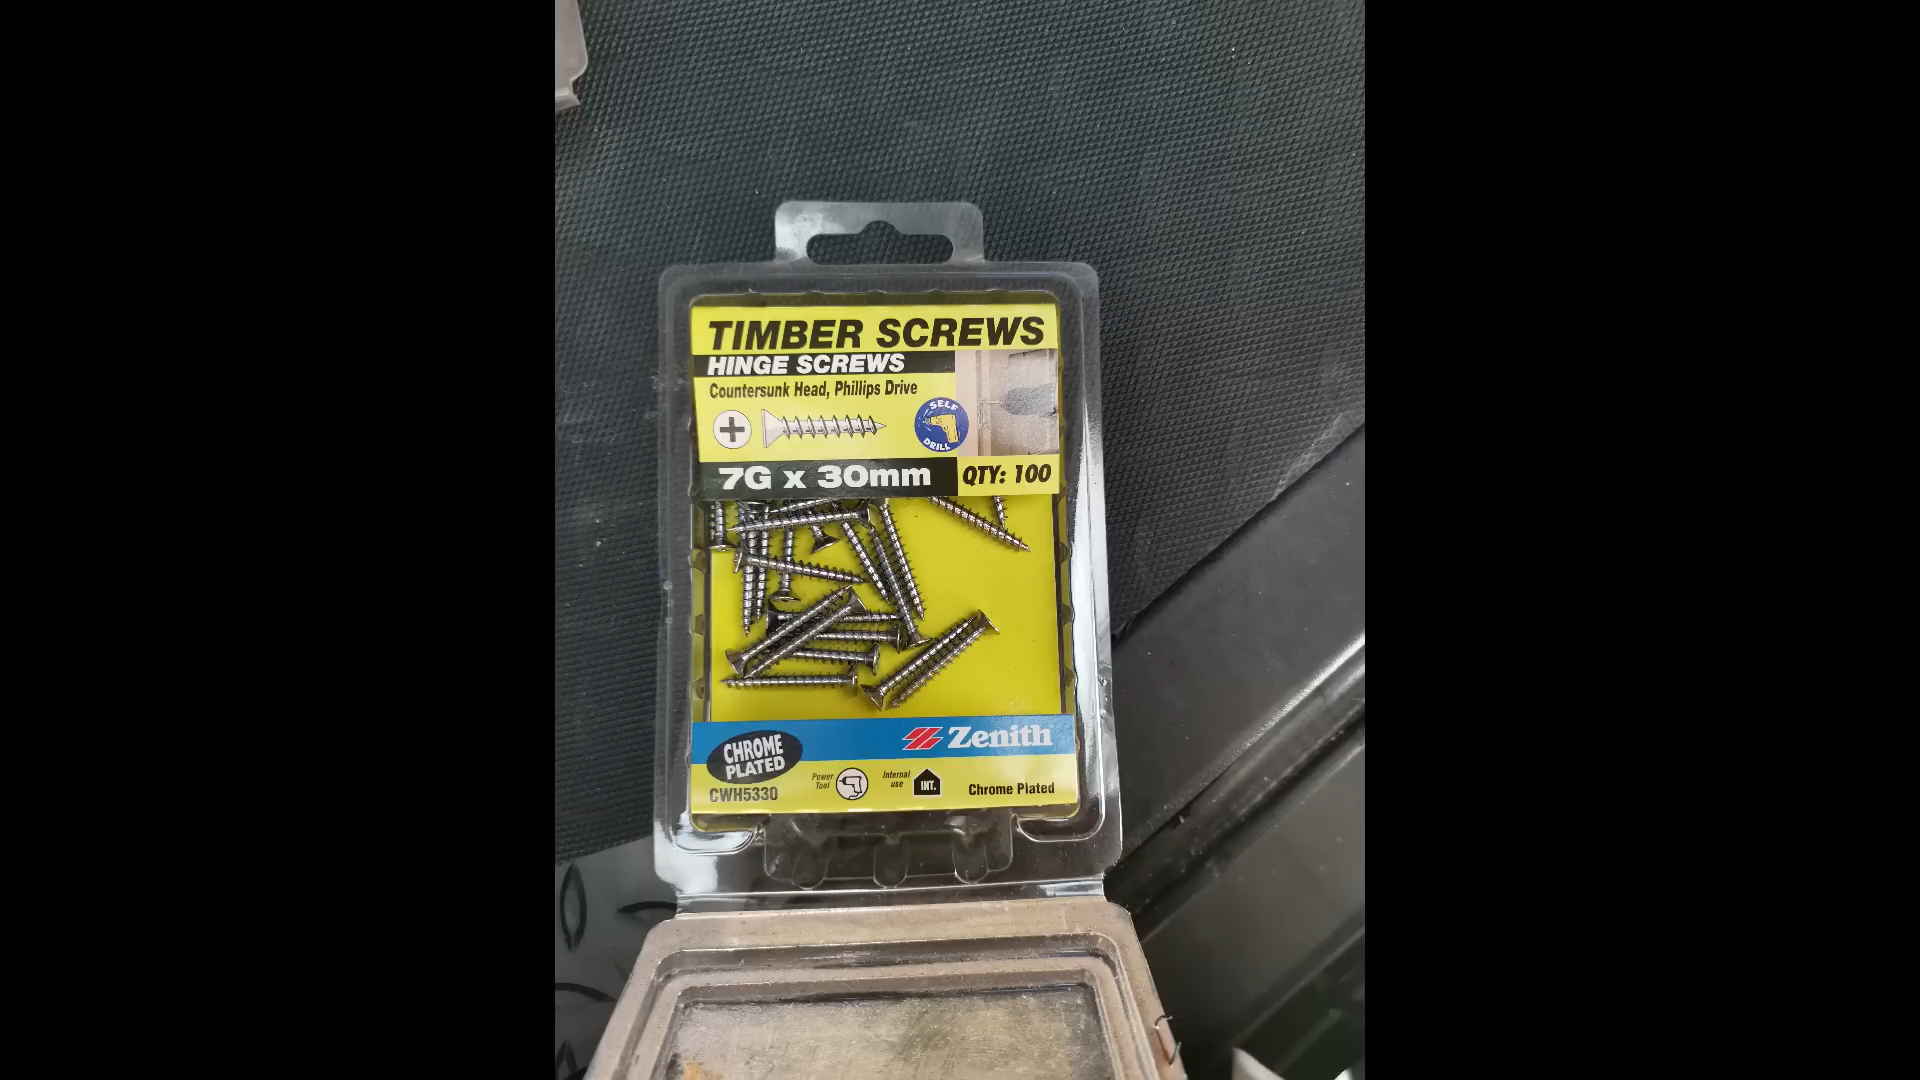 TIMBER SCREWS
HINGE SCREWS
Countersunk Head, Phillips Drive
SELF
DRILL
7G x 30mm
QTY: 100
Zenith
CHROME
PLATED
Power
Tool
Internal
use
INT.
CWH5330
Chrome Plated